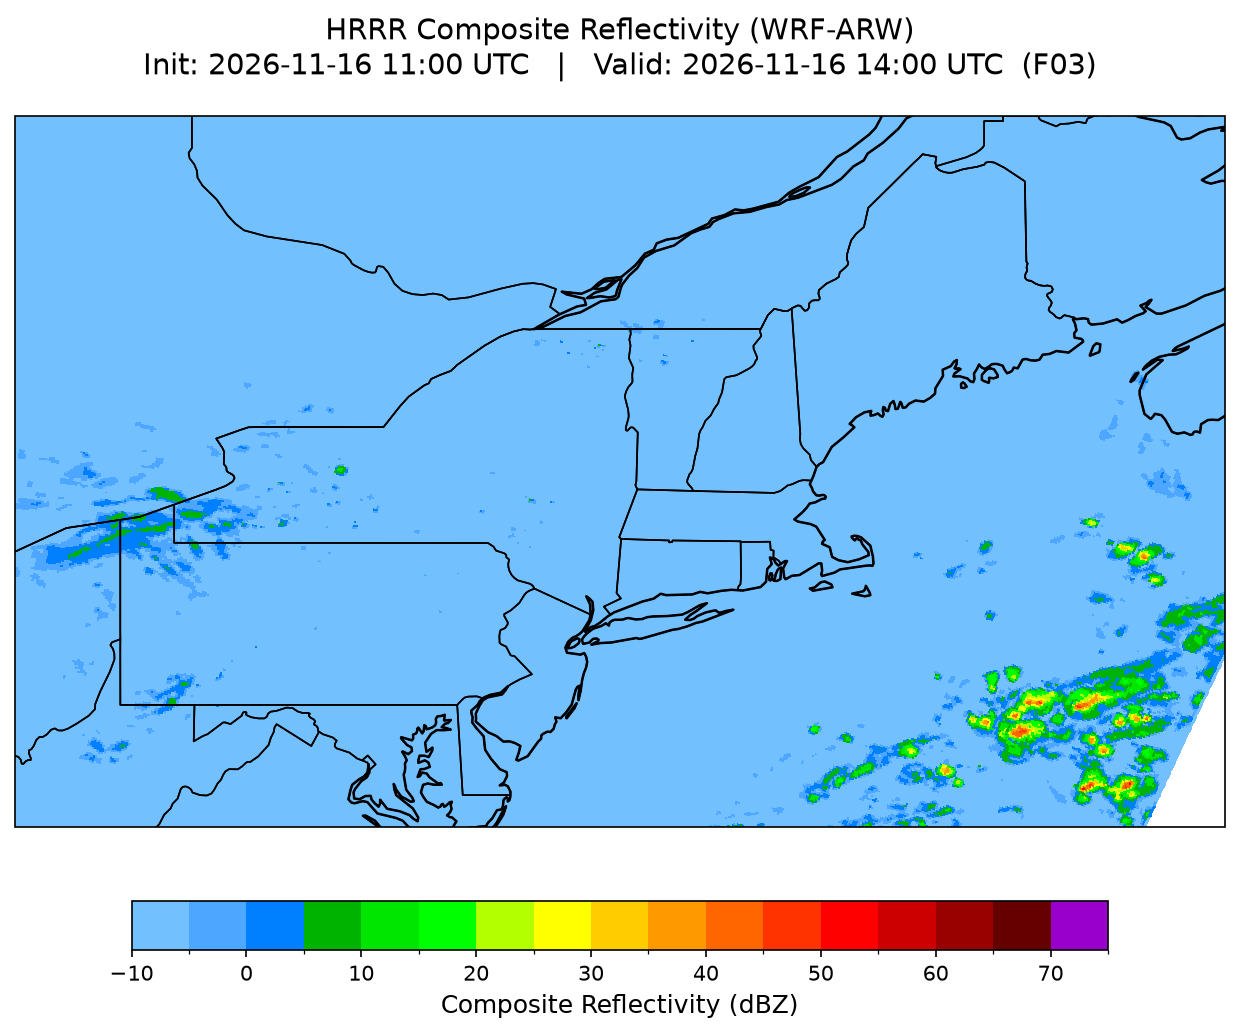 HRRR Composite Reflectivity (WRF-ARW)
Init: 2026-11-16 11:00 UTC | Valid: 2026-11-16 14:00 UTC (F03)
−10 0 10 20 30 40 50 60 70
Composite Reflectivity (dBZ)